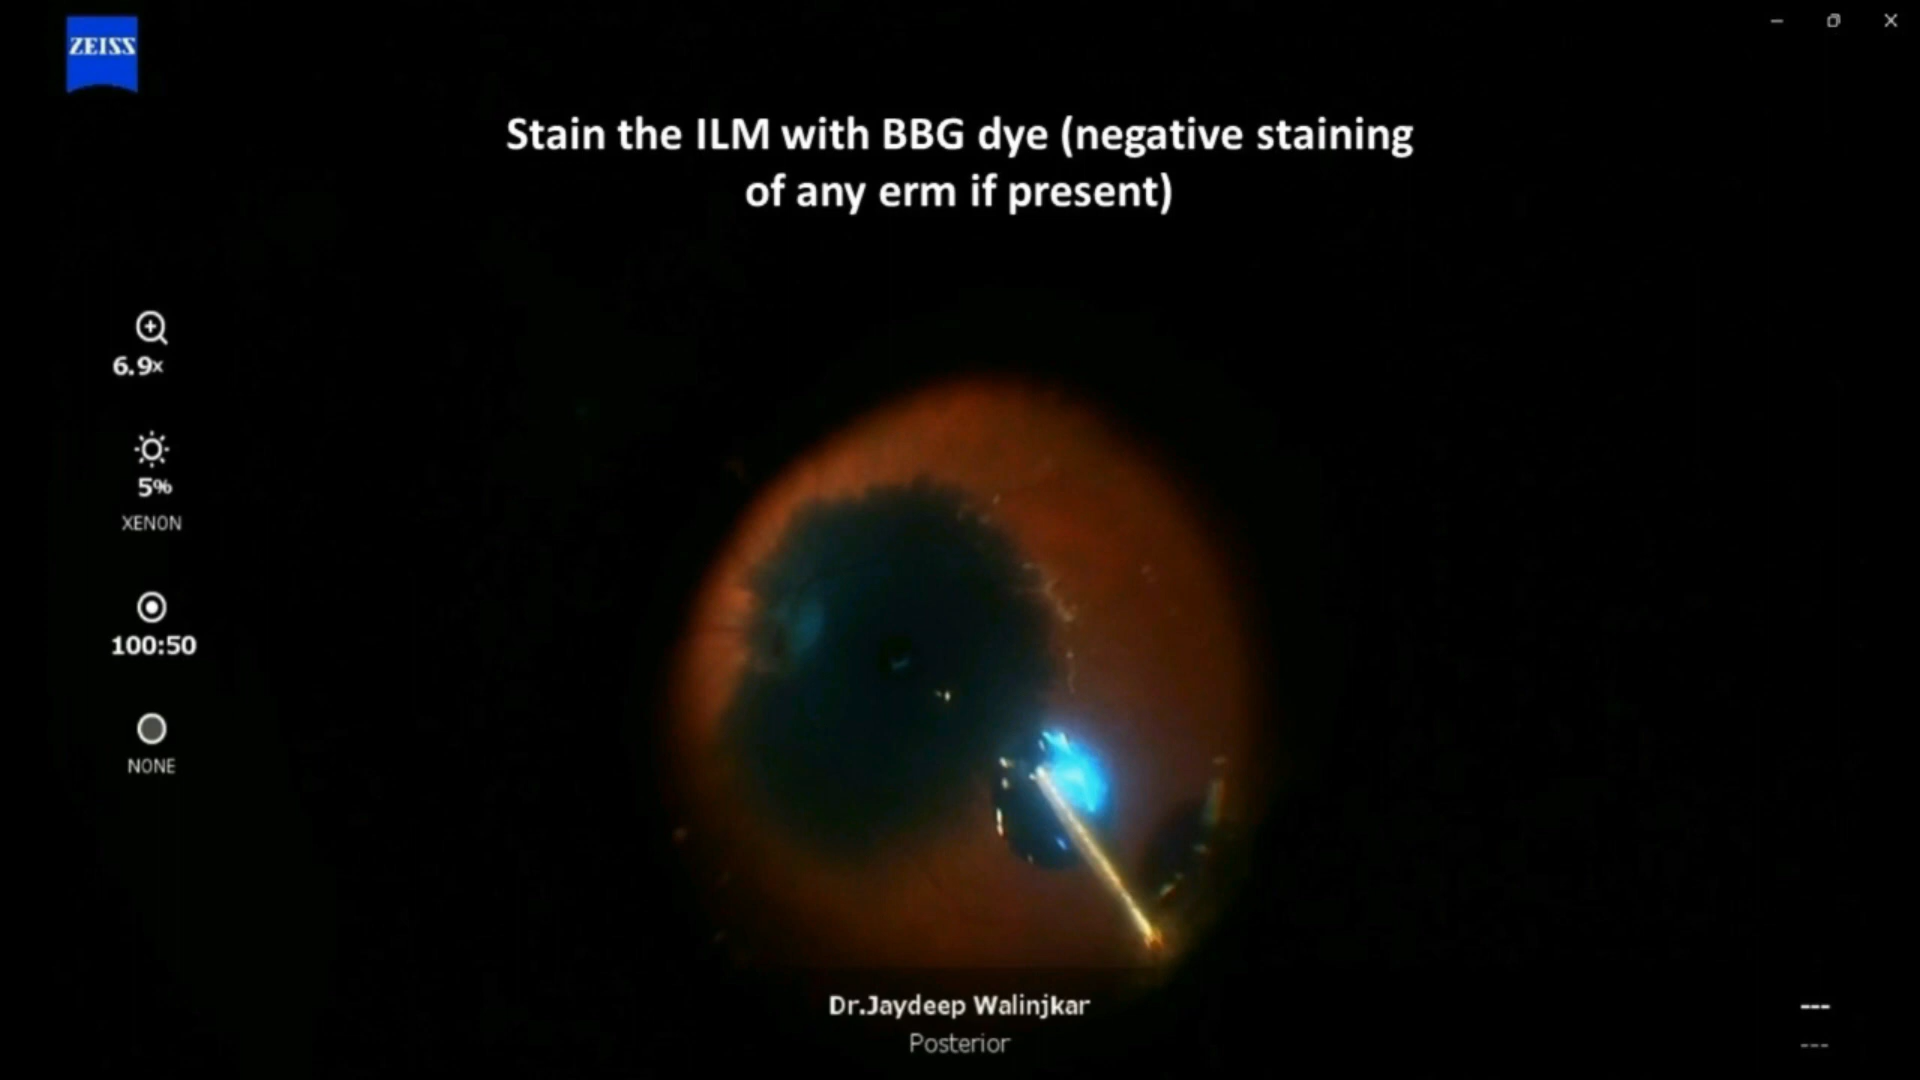 ZEISS
Stain the ILM with BBG dye (negative staining
of any erm if present)
6.9x
5%
XENON
100:50
NONE
Dr.Jaydeep Walinjkar
Posterior
---
---